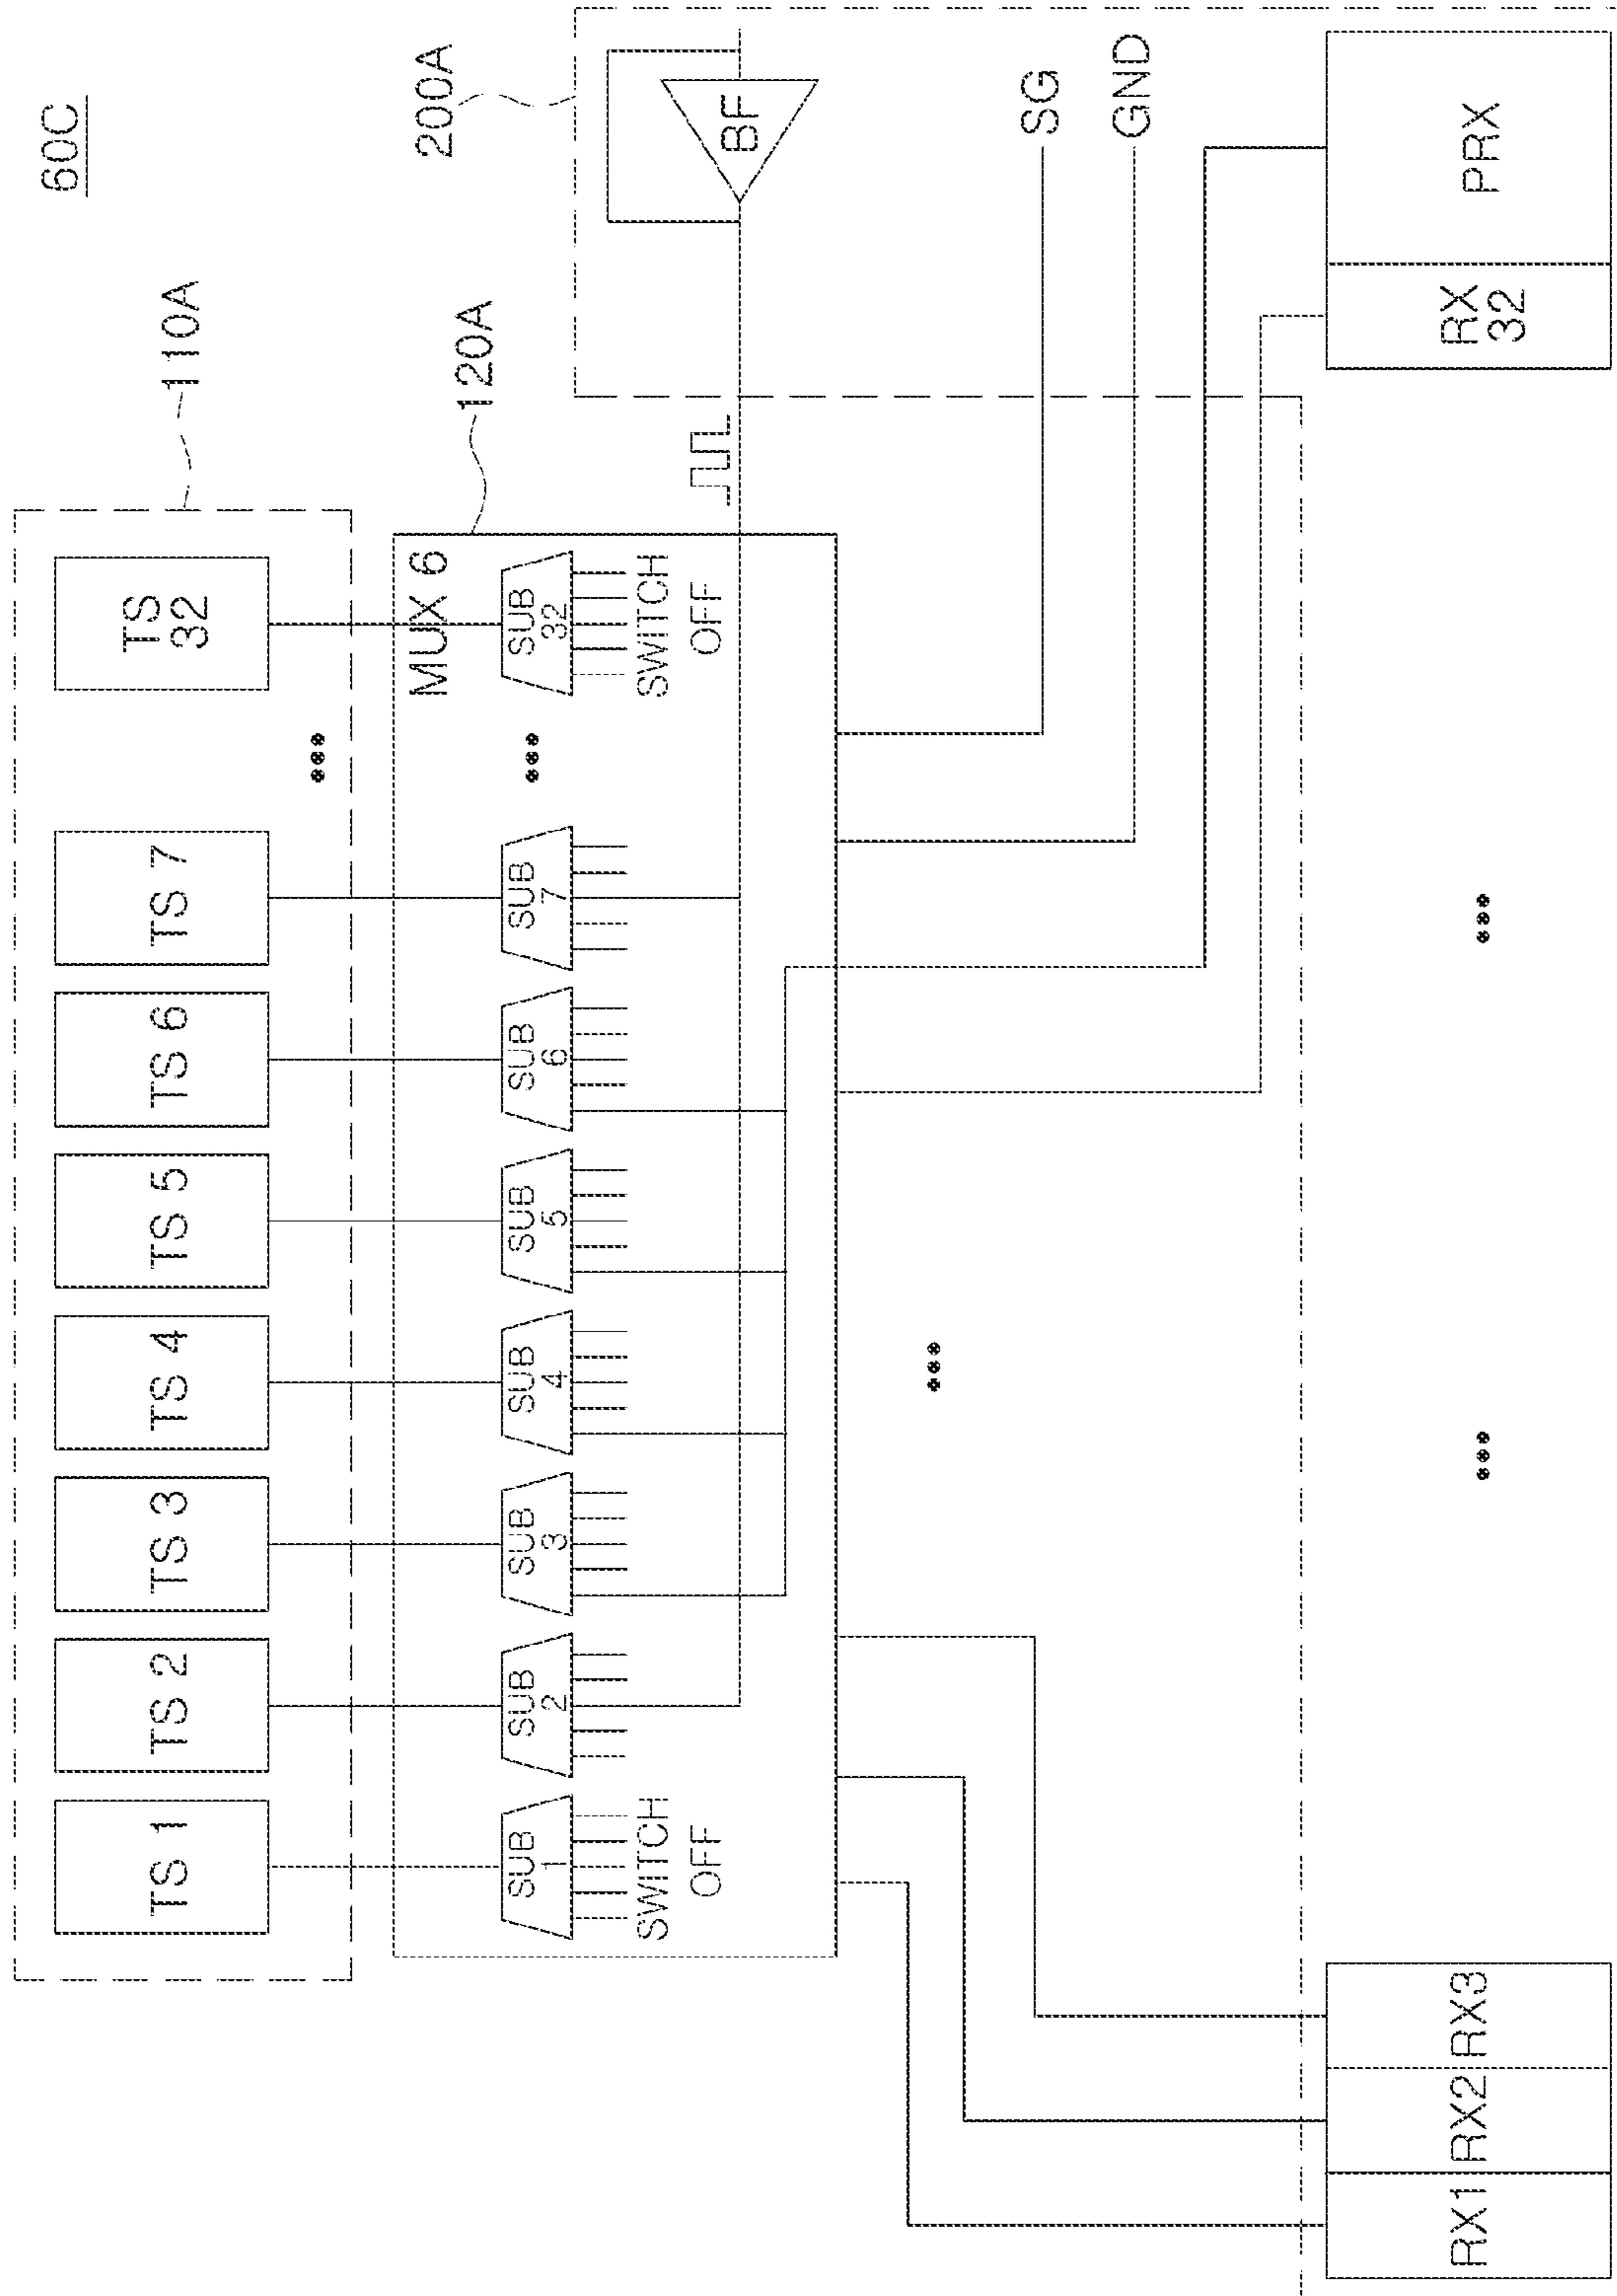 60C
110A
TS 1
TS 2
TS 3
TS 4
TS 5
TS 6
TS 7
TS
32
120A
MUX 6
SUB
1
SUB
2
SUB
3
SUB
4
SUB
5
SUB
6
SUB
7
SUB
32
SWITCH
OFF
SWITCH
OFF
200A
BF
SG
GND
RX1
RX2
RX3
RX
32
PRX